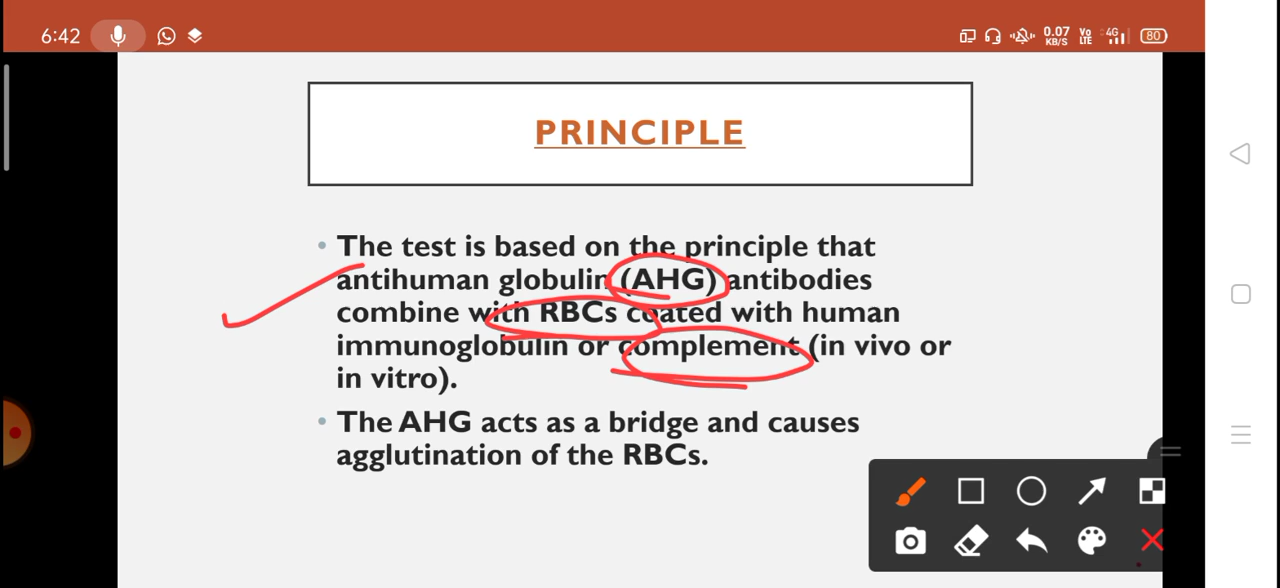 6:42
0.07
KB/S
Vo
LTE
4G
80
PRINCIPLE
• The test is based on the principle that
antihuman globulin (AHG) antibodies
combine with RBCs coated with human
immunoglobulin or complement (in vivo or
in vitro).
• The AHG acts as a bridge and causes
agglutination of the RBCs.